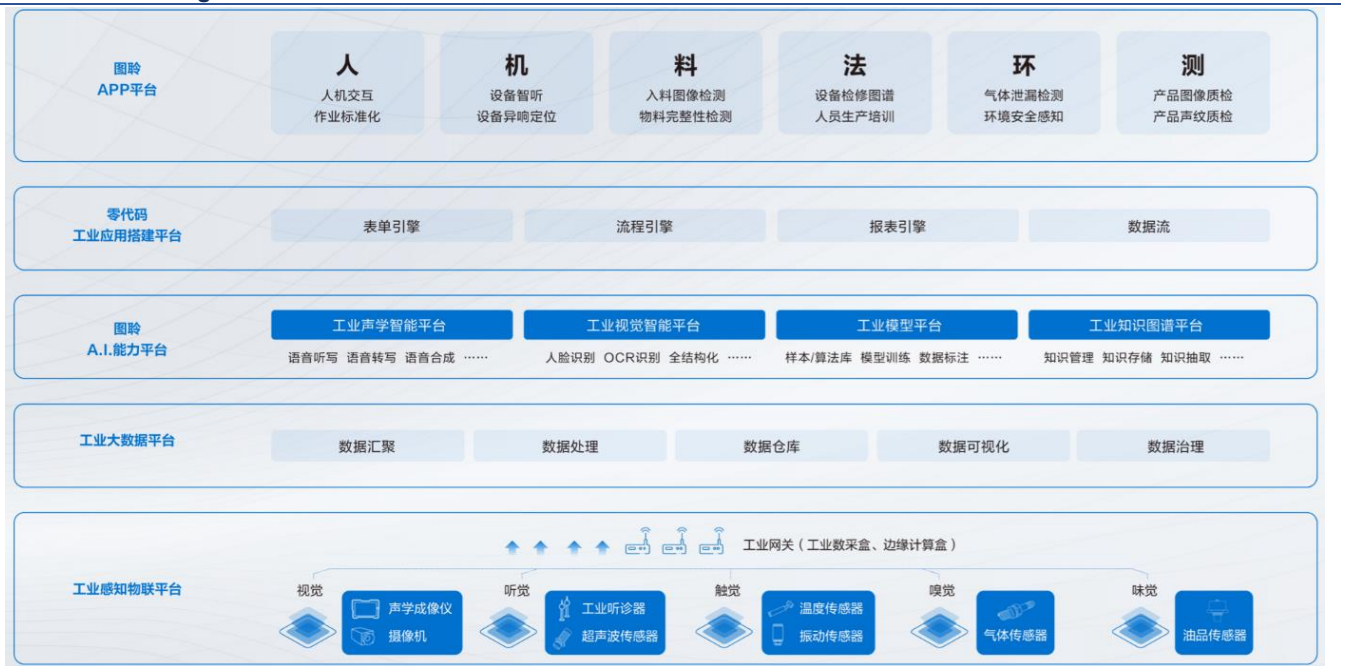 图聆
APP平台
人
人机交互
作业标准化
机
设备智听
设备异响定位
料
入料图像检测
物料完整性检测
法
设备检修图谱
人员生产培训
环
气体泄漏检测
环境安全感知
测
产品图像质检
产品声纹质检
零代码
工业应用搭建平台
表单引擎
流程引擎
报表引擎
数据流
图聆
A.I.能力平台
工业声学智能平台
语音听写 语音转写 语音合成 ……
工业视觉智能平台
人脸识别 OCR识别 全结构化 ……
工业模型平台
样本/算法库 模型训练 数据标注 ……
工业知识图谱平台
知识管理 知识存储 知识抽取 ……
工业大数据平台
数据汇聚
数据处理
数据仓库
数据可视化
数据治理
工业感知物联平台
工业网关（工业数采盒、边缘计算盒）
视觉
声学成像仪
摄像机
听觉
工业听诊器
超声波传感器
触觉
温度传感器
振动传感器
嗅觉
气体传感器
味觉
油品传感器